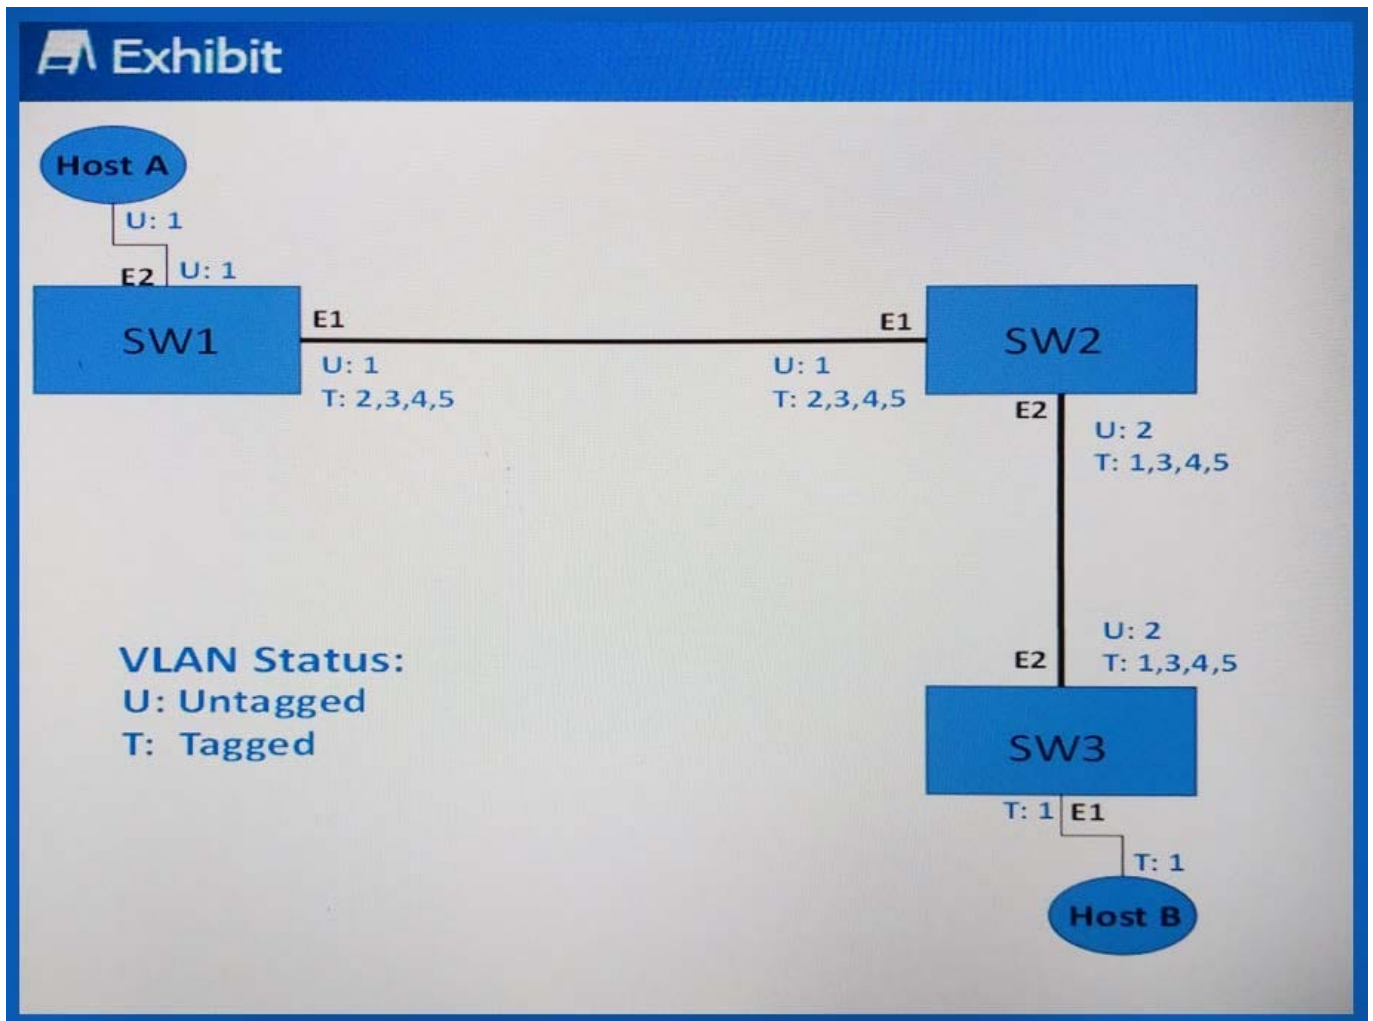 Exhibit
Host A
U: 1
E2 U: 1
SW1
E1
U: 1
T: 2,3,4,5
E1
U: 1
T: 2,3,4,5
SW2
E2
U: 2
T: 1,3,4,5
U: 2
E2
T: 1,3,4,5
SW3
T: 1 E1
T: 1
Host B
VLAN Status:
U: Untagged
T: Tagged